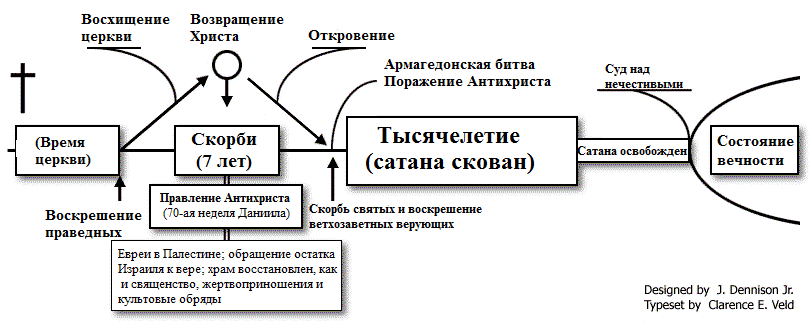 Восхищение
церкви
Возвращение
Христа
Откровение
Армагедонская битва
Поражение Антихриста
Суд над
нечестивыми
(Время
церкви)
Скорби
(7 лет)
Тысячелетие
(сатана скован)
Сатана освобожден
Состояние
вечности
Воскрешение
праведных
Правление Антихриста
(70-ая неделя Даниила)
Скорбь святых и воскрешение
ветхозаветных верующих
Евреи в Палестине; обращение остатка
Израиля к вере; храм восстановлен, как
и священство, жертвоприношения и
культовые обряды
Designed by J. Dennison Jr.
Typeset by Clarence E. Veld